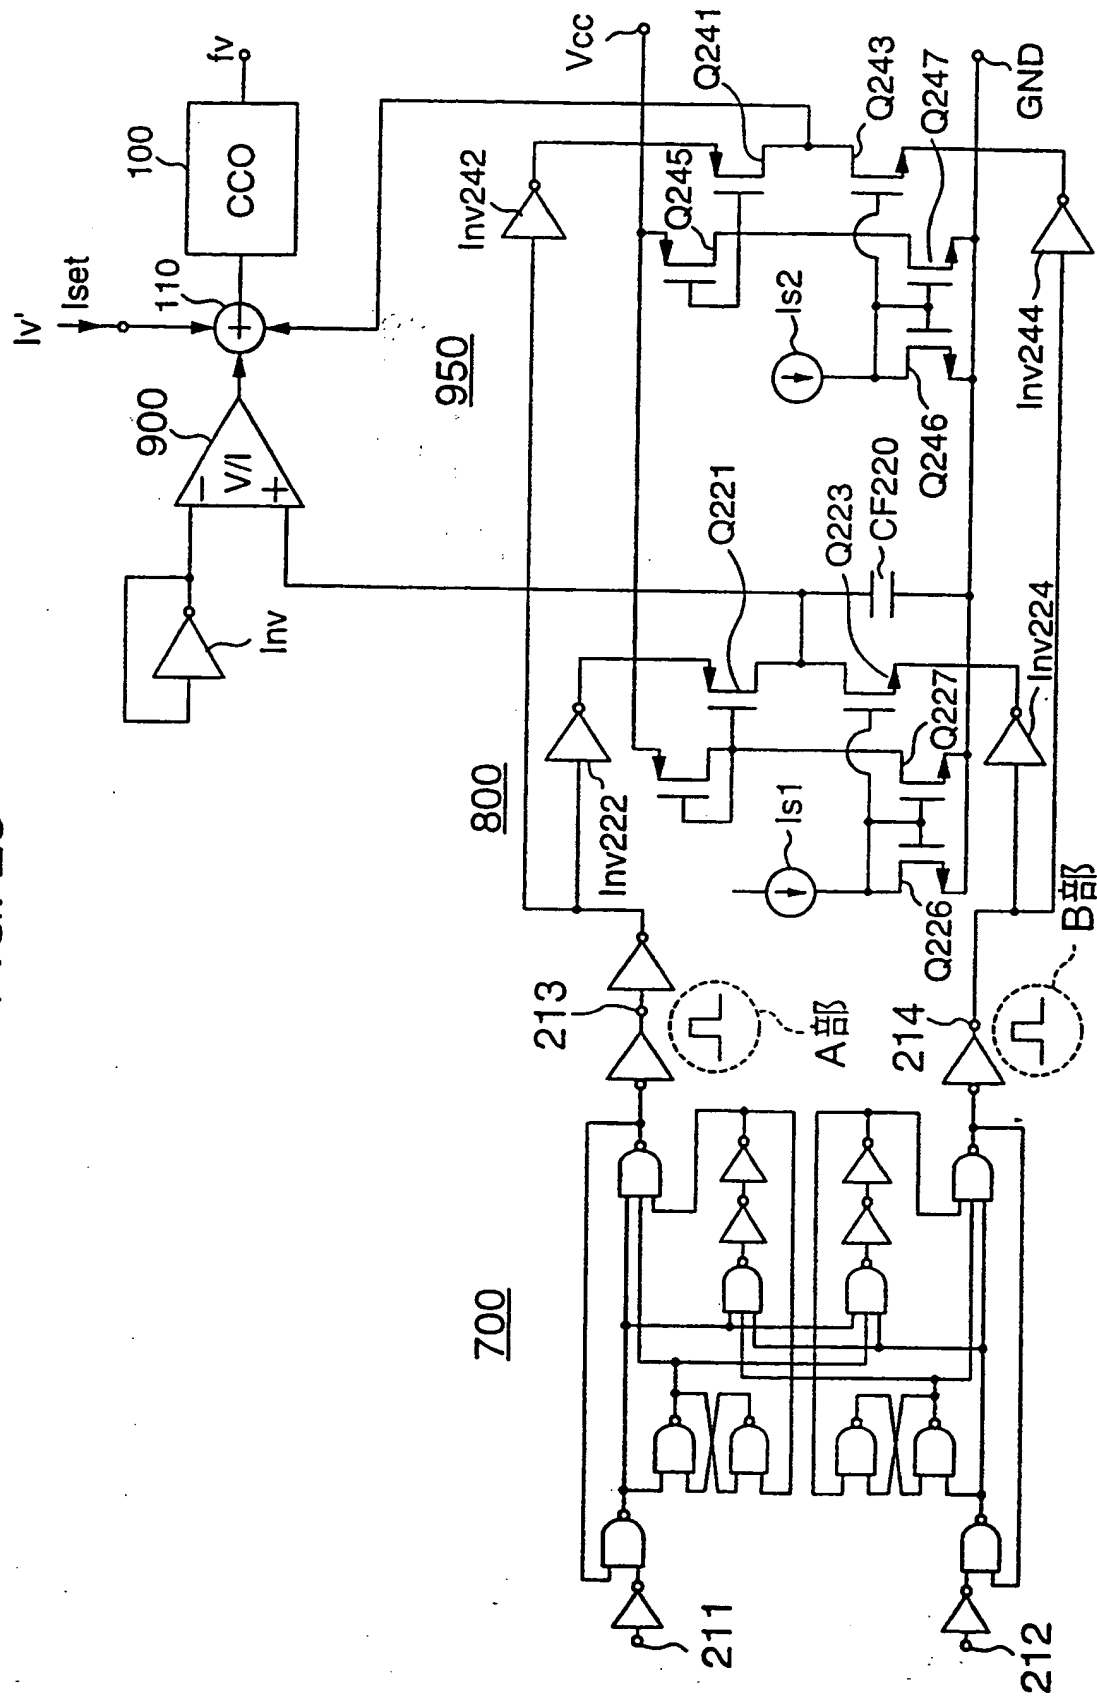 Iv'
Iset
110
100
CCO
fv
900
V/I
Inv
950
Inv242
Vcc
Q241
Q245
Q243
Q247
GND
Is2
Q246
Inv244
800
Inv222
Q221
Q223
CF220
Is1
Q226
Q227
Inv224
213
A部
214
B部
700
211
212